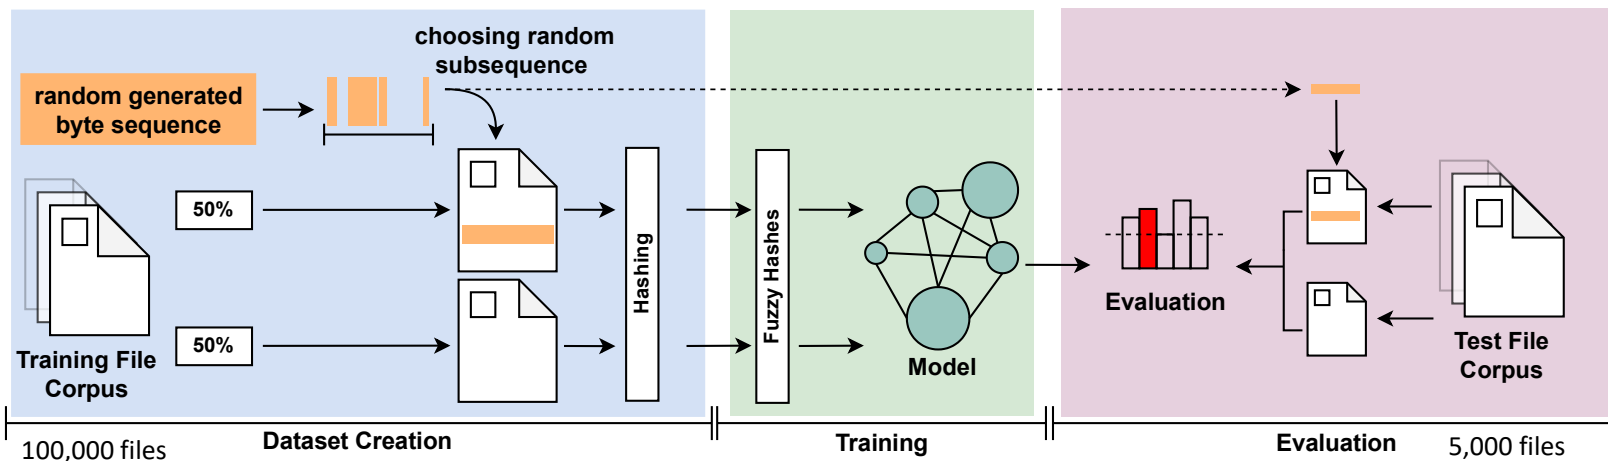 choosing random
subsequence
random generated
byte sequence
50%
50%
Training File
Corpus
Hashing
Fuzzy Hashes
Model
Evaluation
Test File
Corpus
Dataset Creation
Training
Evaluation
100,000 files
5,000 files